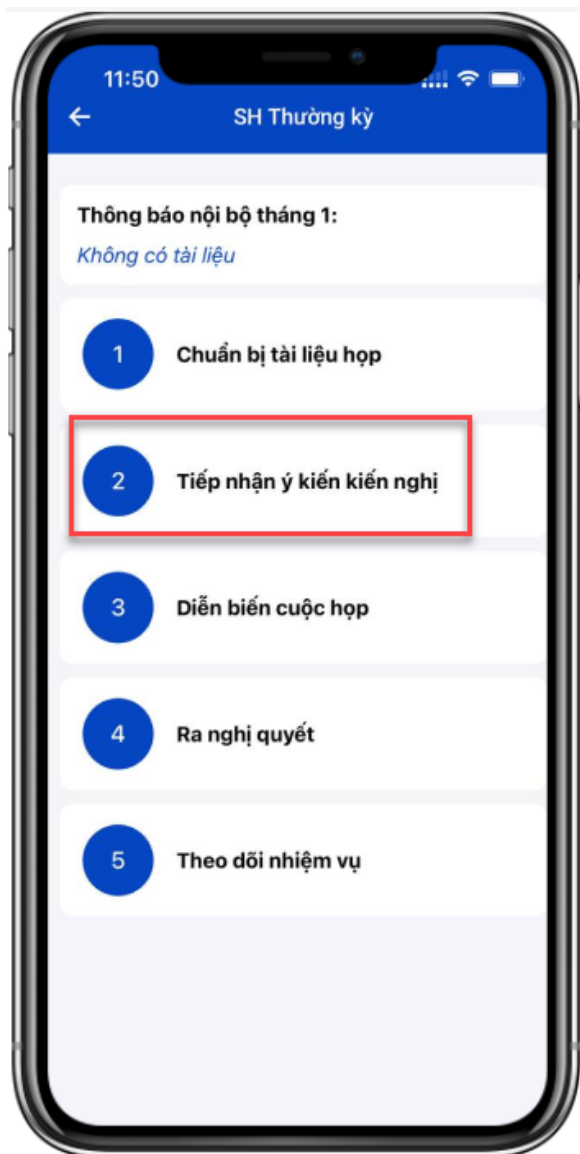 11:50
SH Thường kỳ
Thông báo nội bộ tháng 1:
Không có tài liệu
1 Chuẩn bị tài liệu họp
2 Tiếp nhận ý kiến kiến nghị
3 Diễn biến cuộc họp
4 Ra nghị quyết
5 Theo dõi nhiệm vụ